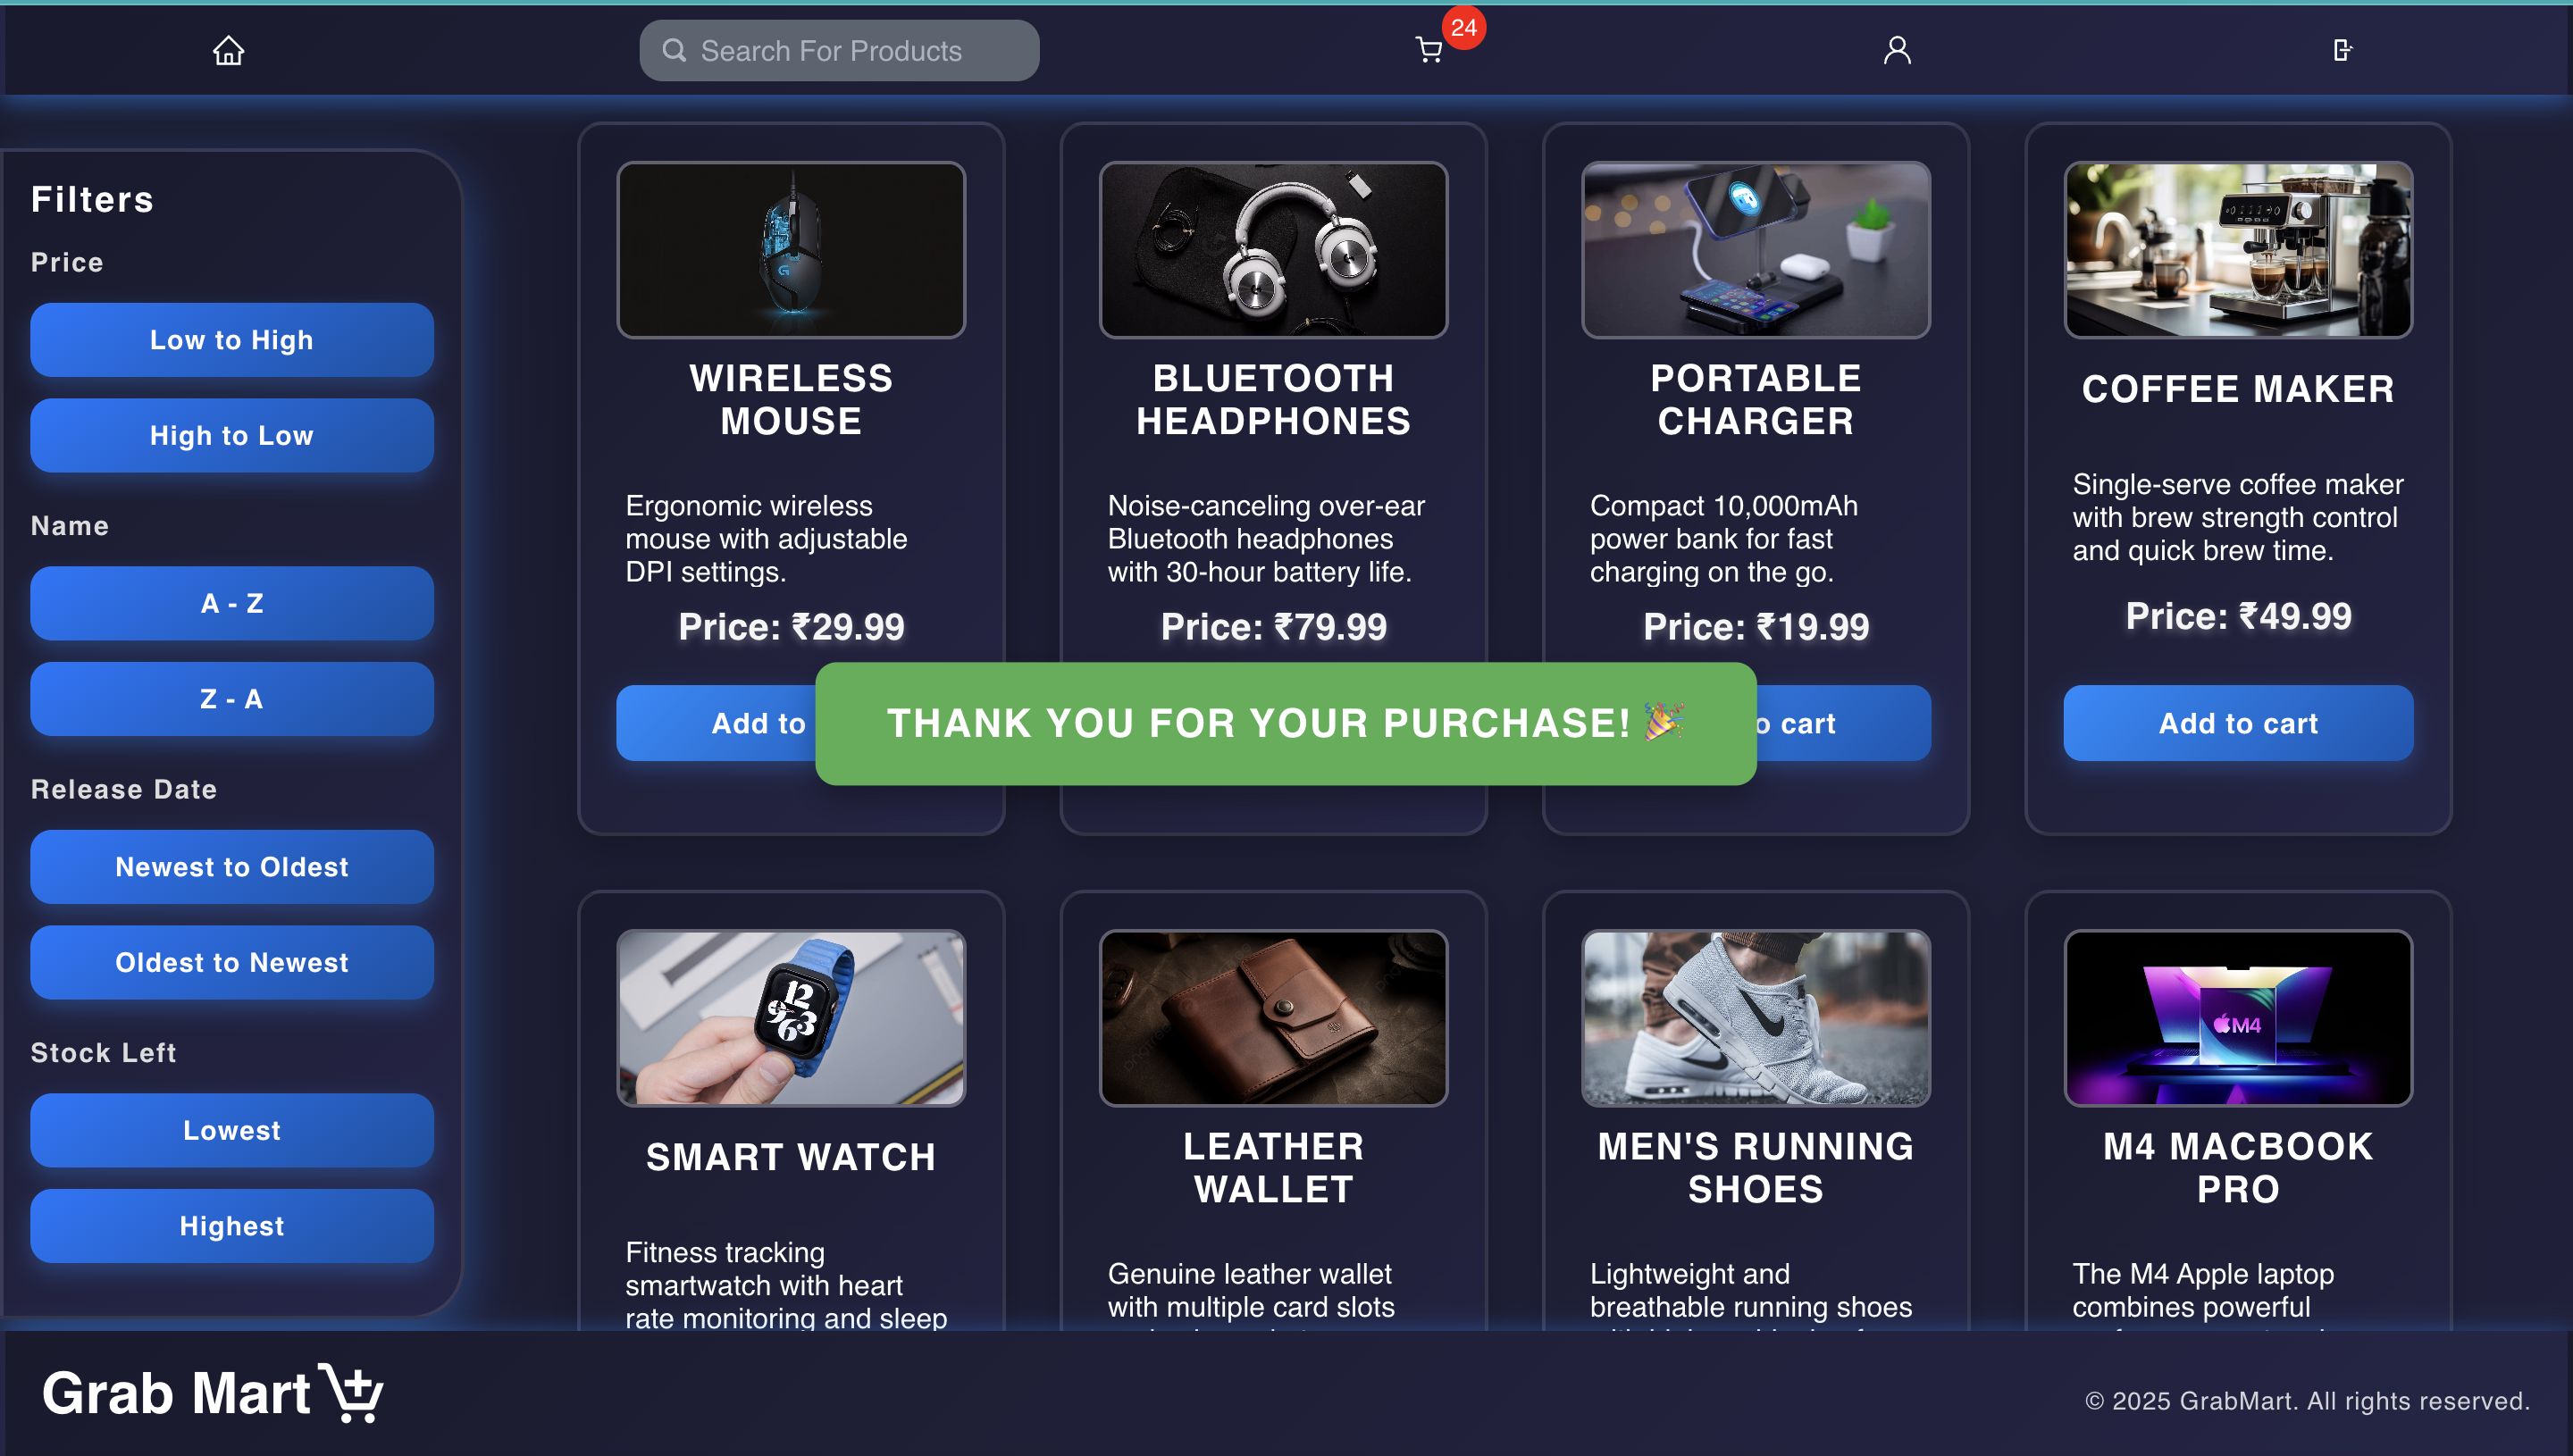 Search For Products
24
Filters
Price
Low to High
High to Low
Name
A - Z
Z - A
Release Date
Newest to Oldest
Oldest to Newest
Stock Left
Lowest
Highest
WIRELESS
MOUSE
Ergonomic wireless
mouse with adjustable
DPI settings.
Price: ₹29.99
Add to
BLUETOOTH
HEADPHONES
Noise-canceling over-ear
Bluetooth headphones
with 30-hour battery life.
Price: ₹79.99
PORTABLE
CHARGER
Compact 10,000mAh
power bank for fast
charging on the go.
Price: ₹19.99
o cart
COFFEE MAKER
Single-serve coffee maker
with brew strength control
and quick brew time.
Price: ₹49.99
Add to cart
THANK YOU FOR YOUR PURCHASE! 🎉
12
9 3
6
SMART WATCH
Fitness tracking
smartwatch with heart
rate monitoring and sleep
LEATHER
WALLET
Genuine leather wallet
with multiple card slots
MEN'S RUNNING
SHOES
Lightweight and
breathable running shoes
M4
M4 MACBOOK
PRO
The M4 Apple laptop
combines powerful
Grab Mart
© 2025 GrabMart. All rights reserved.